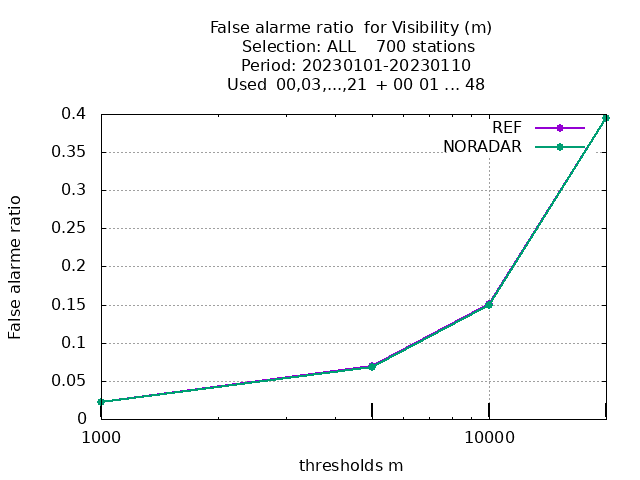 False alarme ratio  for Visibility (m)
Selection: ALL    700 stations
Period: 20230101-20230110
Used  00,03,...,21  + 00 01 ... 48
REF
NORADAR
0.4
0.35
0.3
0.25
0.2
0.15
0.1
0.05
0
False alarme ratio
1000
10000
thresholds m